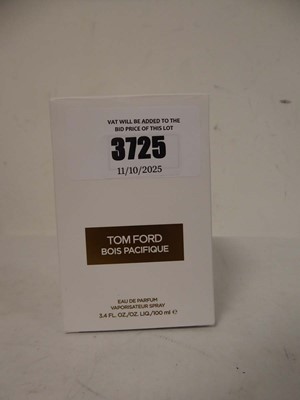 VAT WILL BE ADDED TO THE
BID PRICE OF THIS LOT
3725
11/10/2025
TOM FORD
BOIS PACIFIQUE
EAU DE PARFUM
VAPORISATEUR SPRAY
3.4 FL. OZ./OZ. LIQ./100 ml ℮